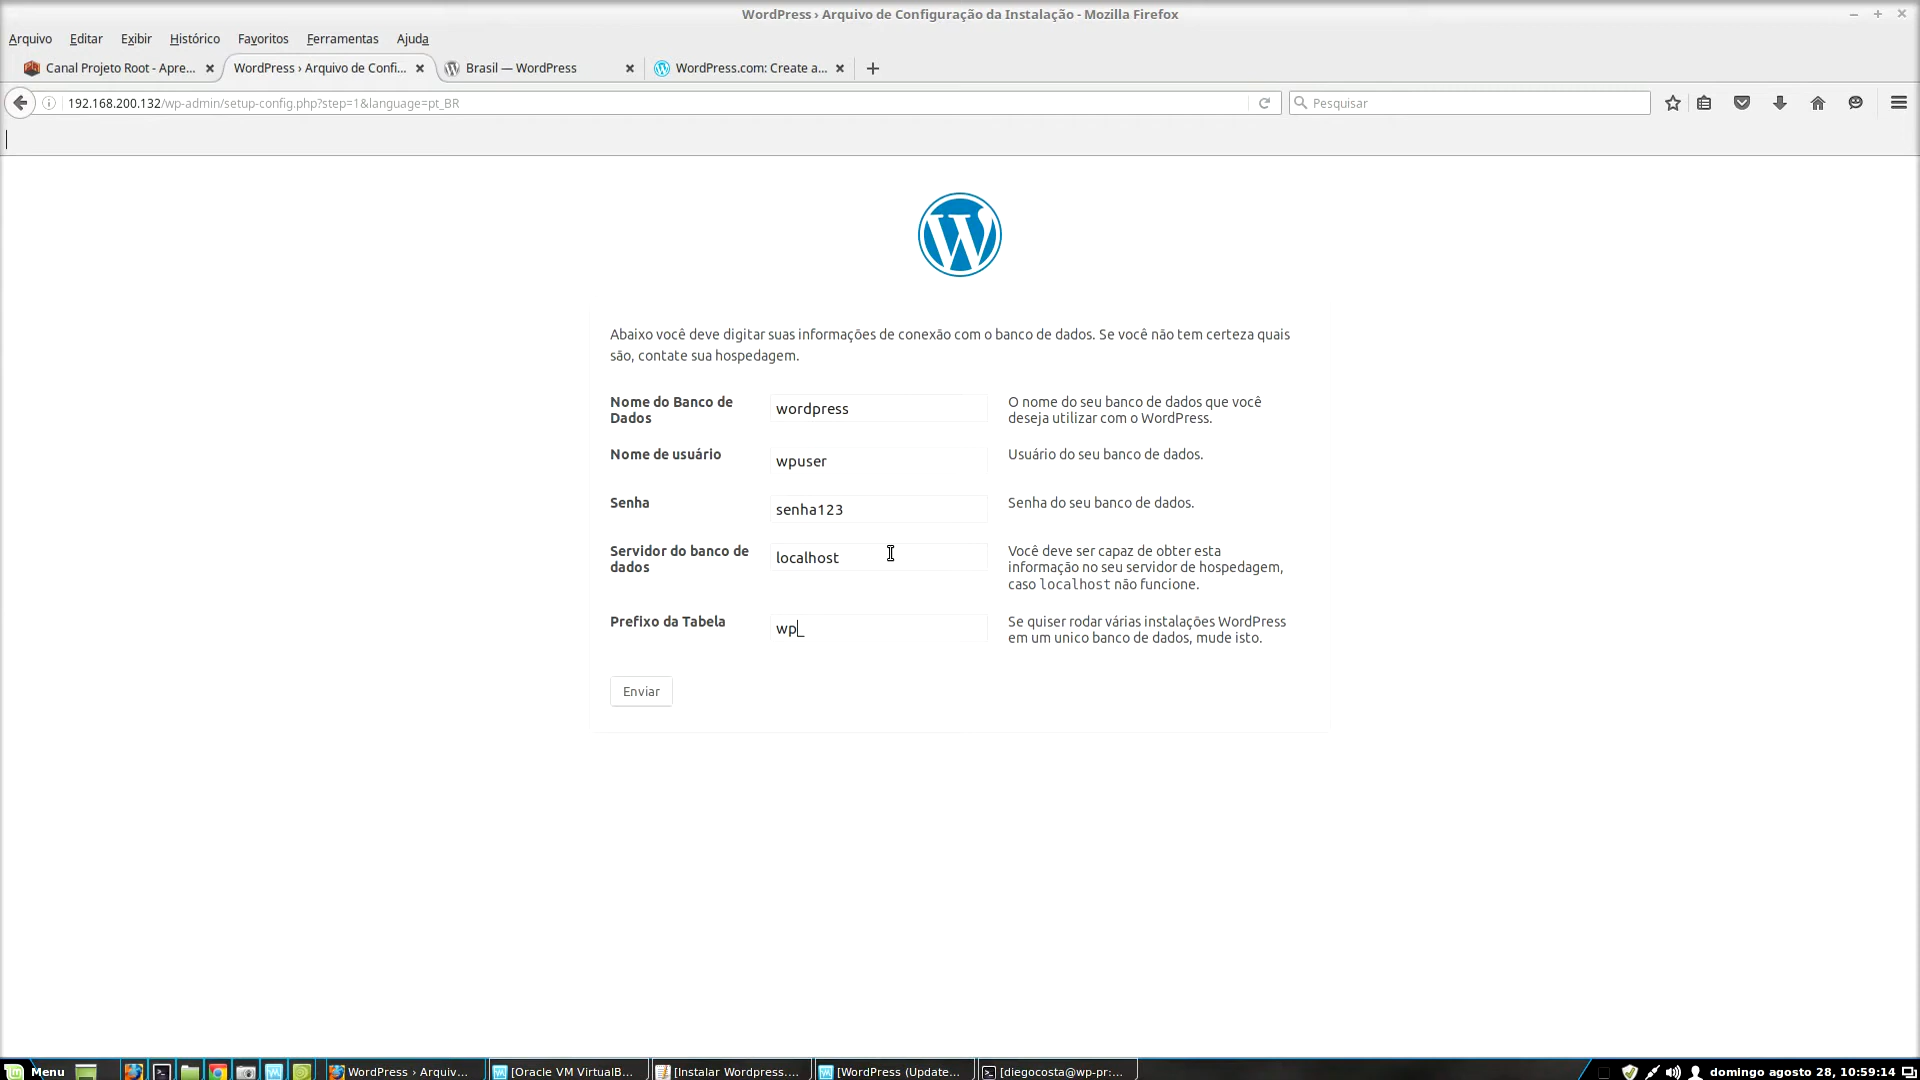 WordPress › Arquivo de Configuração da Instalação - Mozilla Firefox
Arquivo Editar Exibir Histórico Favoritos Ferramentas Ajuda
Canal Projeto Root - Apre...
WordPress › Arquivo de Confi...
Brasil — WordPress
WordPress.com: Create a...
192.168.200.132/wp-admin/setup-config.php?step=1&language=pt_BR
Pesquisar
Abaixo você deve digitar suas informações de conexão com o banco de dados. Se você não tem certeza quais
são, contate sua hospedagem.
Nome do Banco de
Dados
wordpress
O nome do seu banco de dados que você
deseja utilizar com o WordPress.
Nome de usuário
wpuser
Usuário do seu banco de dados.
Senha
senha123
Senha do seu banco de dados.
Servidor do banco de
dados
localhost
Você deve ser capaz de obter esta
informação no seu servidor de hospedagem,
caso localhost não funcione.
Prefixo da Tabela
wp_
Se quiser rodar várias instalações WordPress
em um unico banco de dados, mude isto.
Enviar
Menu
WordPress › Arquiv...
[Oracle VM VirtualB...
[Instalar Wordpress....
[WordPress (Update...
[diegocosta@wp-pr:...
domingo agosto 28, 10:59:14